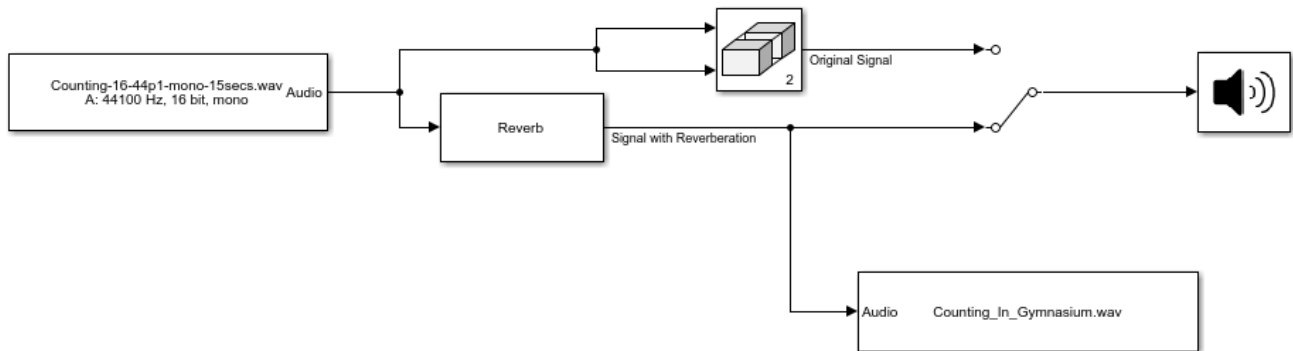 Counting-16-44p1-mono-15secs.wav
A: 44100 Hz, 16 bit, mono
Audio
2
Original Signal
Reverb
Signal with Reverberation
Audio
Counting_In_Gymnasium.wav